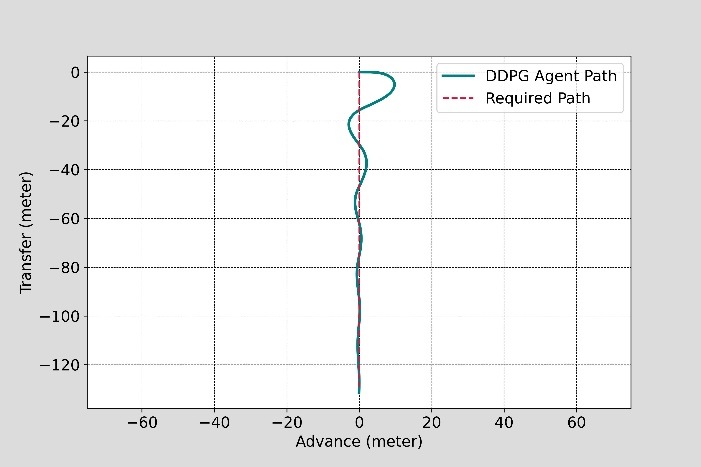 0
−20
−40
−60
−80
−100
−120
Transfer (meter)
DDPG Agent Path
Required Path
−60 −40 −20 0 20 40 60
Advance (meter)